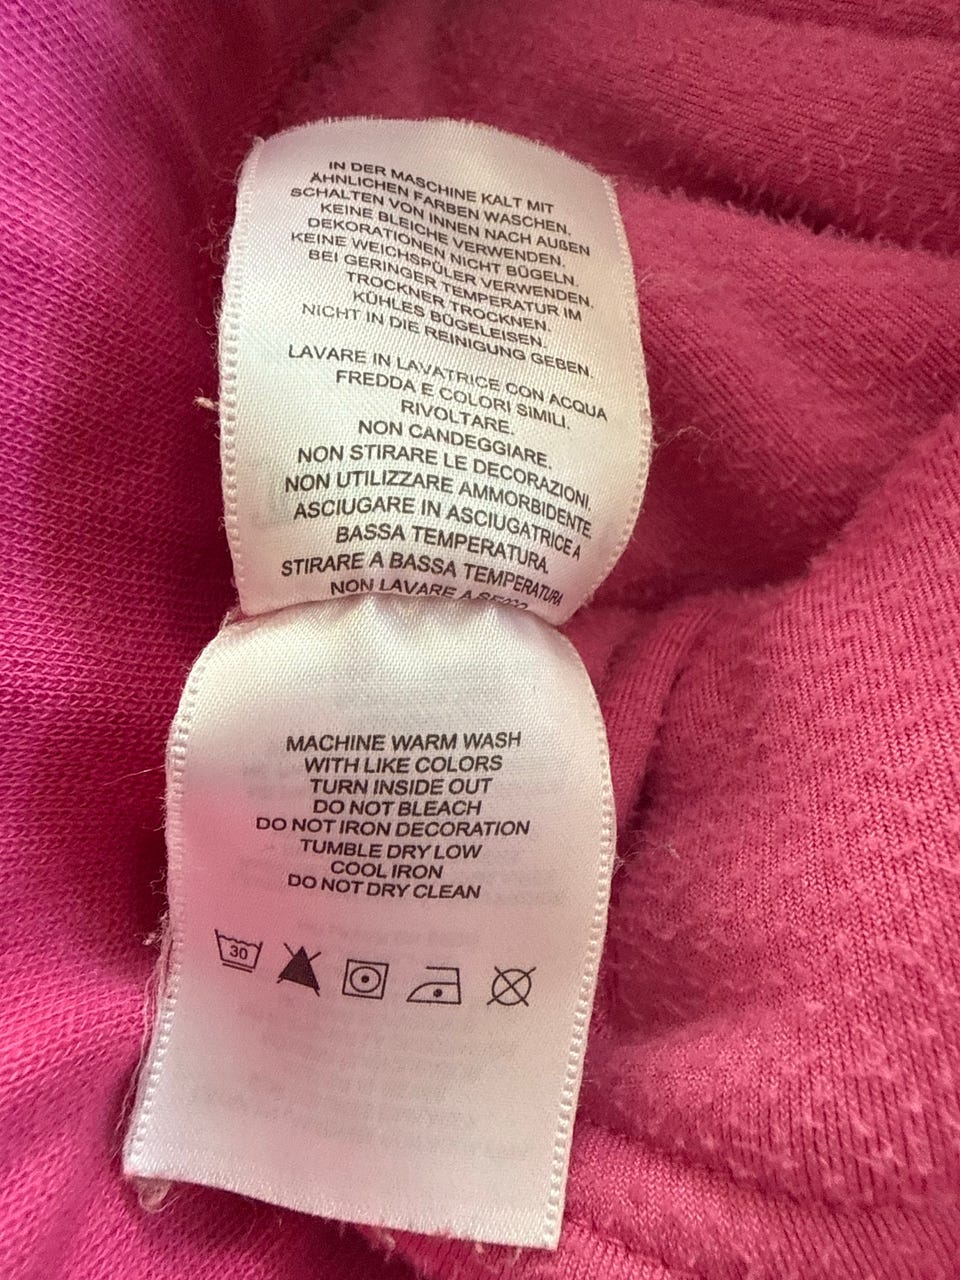 IN DER MASCHINE KALT MIT
ÄHNLICHEN FARBEN WASCHEN.
SCHALTEN VON INNEN NACH AUßEN
KEINE BLEICHE VERWENDEN.
DEKORATIONEN NICHT BÜGELN.
KEINE WEICHSPÜLER VERWENDEN.
BEI GERINGER TEMPERATUR IM
TROCKNER TROCKNEN.
KÜHLES BÜGELEISEN.
NICHT IN DIE REINIGUNG GEBEN.
LAVARE IN LAVATRICE CON ACQUA
FREDDA E COLORI SIMILI.
RIVOLTARE.
NON CANDEGGIARE.
NON STIRARE LE DECORAZIONI.
NON UTILIZZARE AMMORBIDENTE.
ASCIUGARE IN ASCIUGATRICE A
BASSA TEMPERATURA.
STIRARE A BASSA TEMPERATURA
NON LAVARE A SECCO
MACHINE WARM WASH
WITH LIKE COLORS
TURN INSIDE OUT
DO NOT BLEACH
DO NOT IRON DECORATION
TUMBLE DRY LOW
COOL IRON
DO NOT DRY CLEAN
30